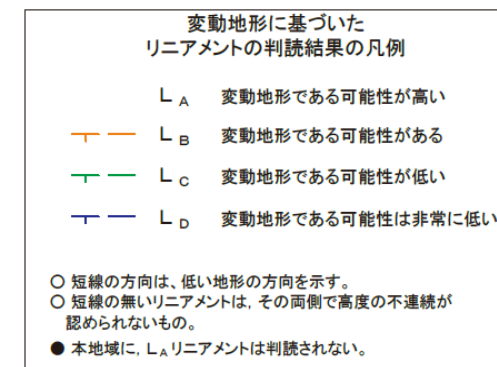 変動地形に基づいた
リニアメントの判読結果の凡例
LA 変動地形である可能性が高い
LB 変動地形である可能性がある
LC 変動地形である可能性が低い
LD 変動地形である可能性は非常に低い
○ 短線の方向は、低い地形の方向を示す。
○ 短線の無いリニアメントは，その両側で高度の不連続が
認められないもの。
● 本地域に，LAリニアメントは判読されない。